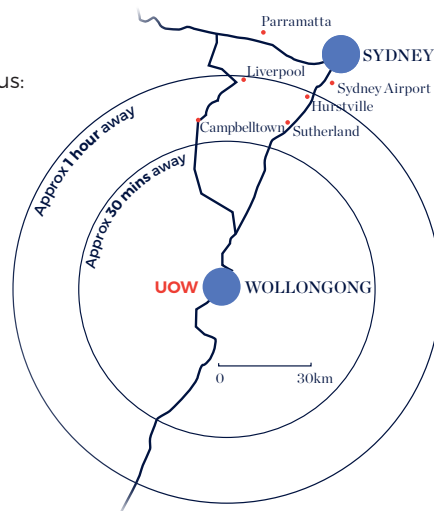 Parramatta
SYDNEY
us:
Liverpool
Sydney Airport
Hurstville
Campbelltown
Sutherland
Approx 1 hour away
Approx 30 mins away
UOW WOLLONGONG
0 30km